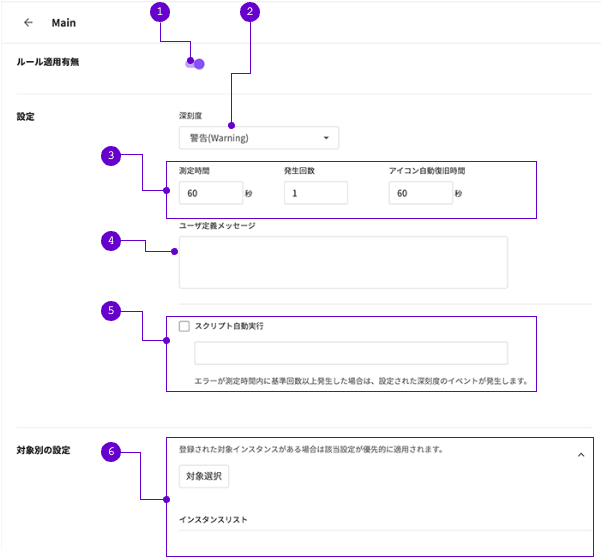 1
2
Main
ルール適用有無
設定
深刻度
警告(Warning)
3
測定時間 発生回数 アイコン自動復旧時間
60 秒 1 60 秒
4
ユーザ定義メッセージ
5
スクリプト自動実行
エラーが測定時間内に基準回数以上発生した場合は、設定された深刻度のイベントが発生します。
対象別の設定
6
登録された対象インスタンスがある場合は該当設定が優先的に適用されます。
対象選択
インスタンスリスト